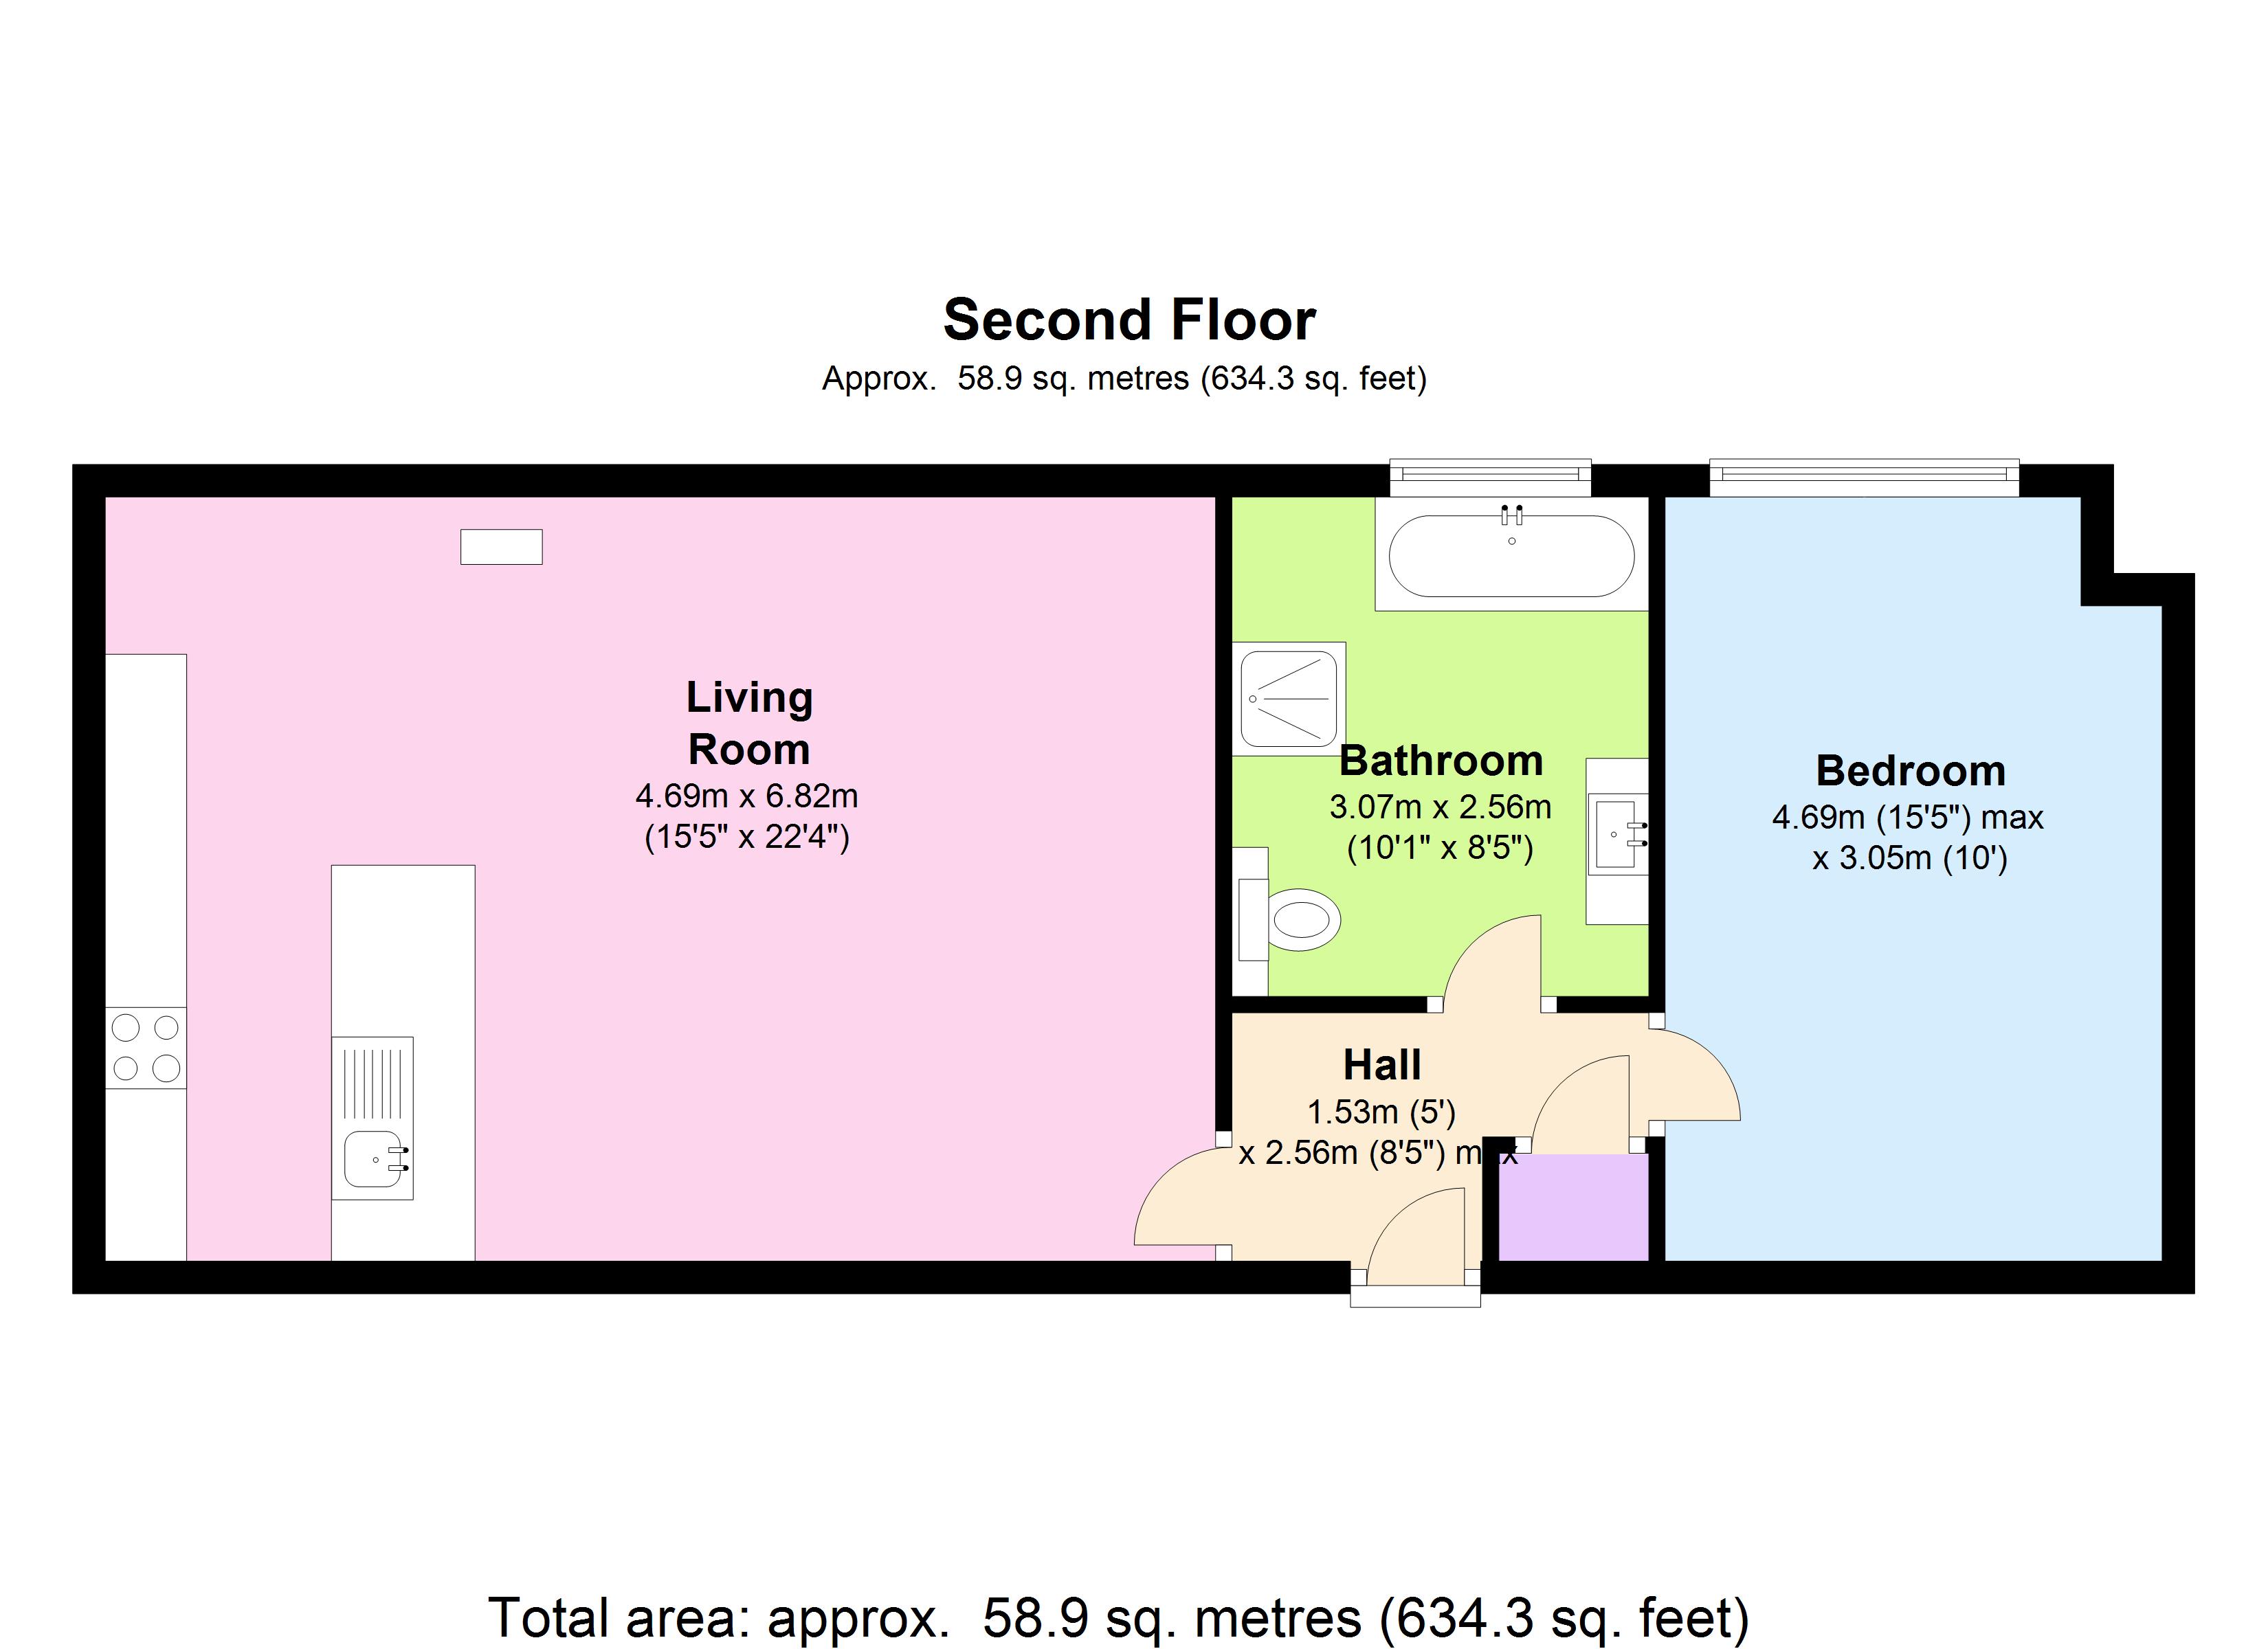 Second Floor
Approx.  58.9 sq. metres (634.3 sq. feet)
Living
Room
4.69m x 6.82m
(15'5" x 22'4")
Bathroom
3.07m x 2.56m
(10'1" x 8'5")
Bedroom
4.69m (15'5") max
x 3.05m (10')
Hall
1.53m (5')
x 2.56m (8'5") max
Total area: approx.  58.9 sq. metres (634.3 sq. feet)